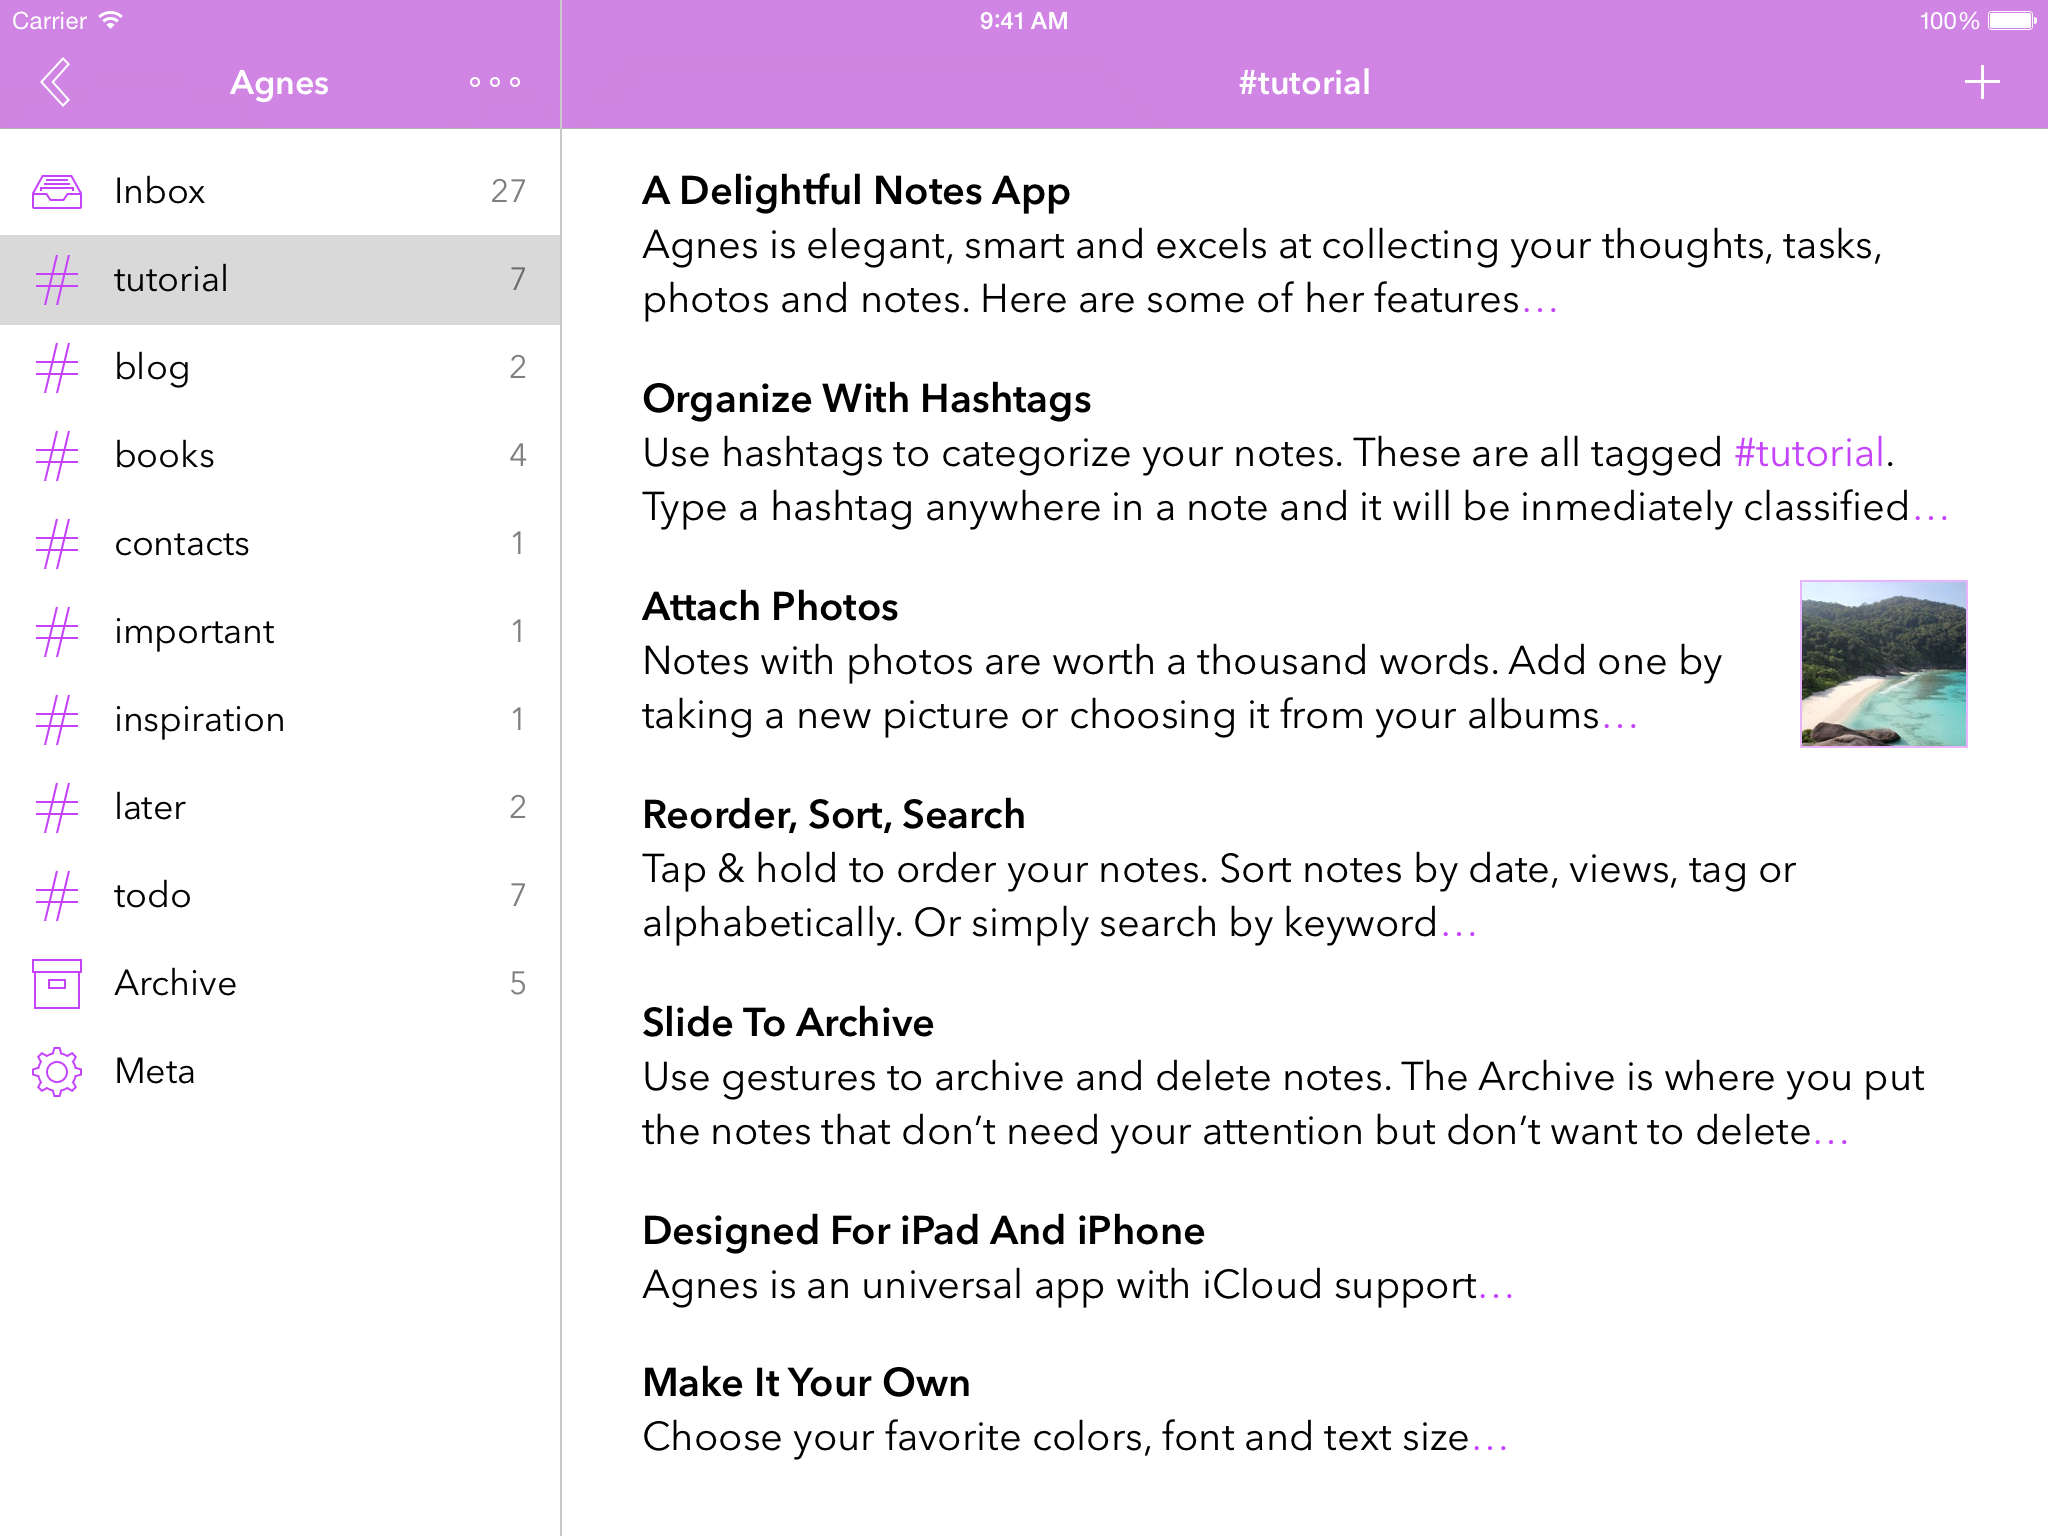 Carrier
9:41 AM
100%
Agnes
#tutorial
Inbox 27
tutorial 7
blog 2
books 4
contacts 1
important 1
inspiration 1
later 2
todo 7
Archive 5
Meta
A Delightful Notes App
Agnes is elegant, smart and excels at collecting your thoughts, tasks,
photos and notes. Here are some of her features…
Organize With Hashtags
Use hashtags to categorize your notes. These are all tagged #tutorial.
Type a hashtag anywhere in a note and it will be inmediately classified…
Attach Photos
Notes with photos are worth a thousand words. Add one by
taking a new picture or choosing it from your albums…
Reorder, Sort, Search
Tap & hold to order your notes. Sort notes by date, views, tag or
alphabetically. Or simply search by keyword…
Slide To Archive
Use gestures to archive and delete notes. The Archive is where you put
the notes that don’t need your attention but don’t want to delete…
Designed For iPad And iPhone
Agnes is an universal app with iCloud support…
Make It Your Own
Choose your favorite colors, font and text size…